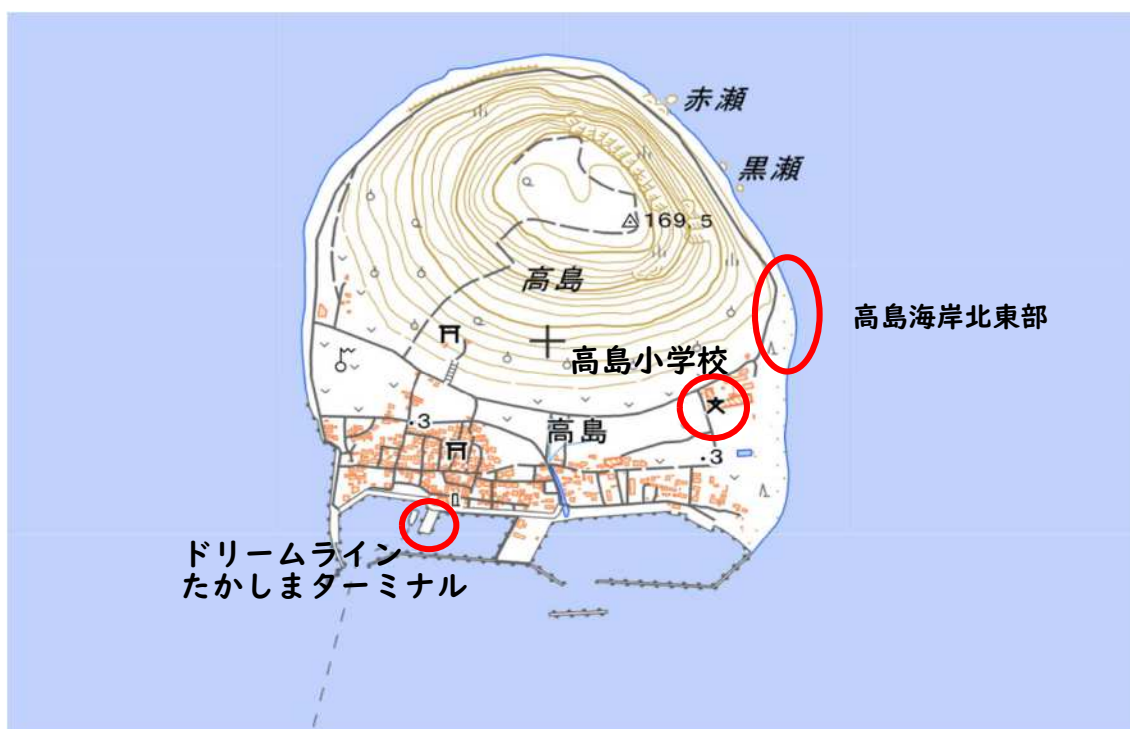 赤瀬
黒瀬
169.5
高島
高島海岸北東部
高島小学校
文
・3
高島
・3
ドリームライン
たかしまターミナル